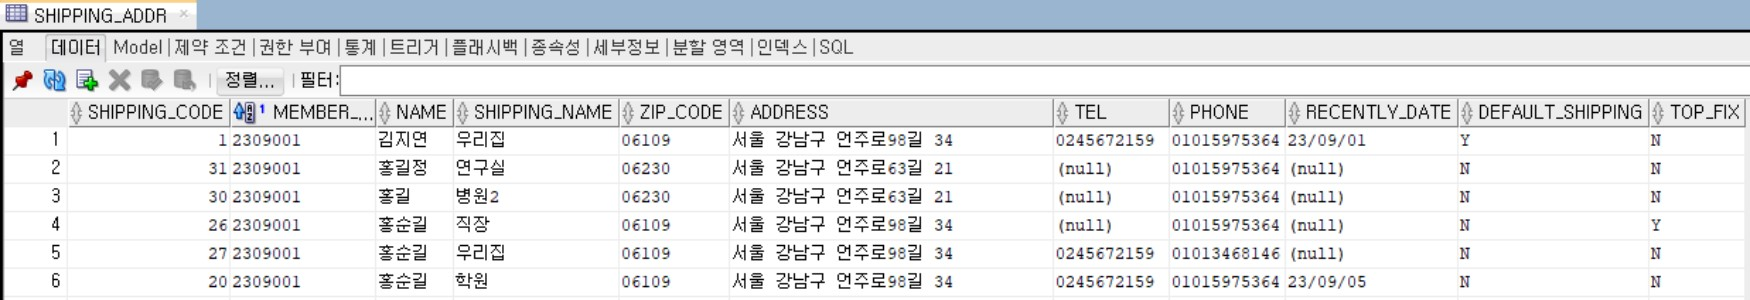 SHIPPING_ADDR
열 데이터 Model|제약 조건|권한 부여|통계|트리거|플래시백|종속성|세부정보|분할 영역|인덱스|SQL
정렬... 필터:
SHIPPING_CODE 1 MEMBER_... NAME SHIPPING_NAME ZIP_CODE ADDRESS TEL PHONE RECENTLY_DATE DEFAULT_SHIPPING TOP_FIX
1 1 2309001 김지연 우리집 06109 서울 강남구 언주로98길 34 0245672159 01015975364 23/09/01 Y N
2 31 2309001 홍길정 연구실 06230 서울 강남구 언주로63길 21 (null) 01015975364 (null) N N
3 30 2309001 홍길 병원2 06230 서울 강남구 언주로63길 21 (null) 01015975364 (null) N N
4 26 2309001 홍순길 직장 06109 서울 강남구 언주로98길 34 (null) 01015975364 (null) N Y
5 27 2309001 홍순길 우리집 06109 서울 강남구 언주로98길 34 0245672159 01013468146 (null) N N
6 20 2309001 홍순길 학원 06109 서울 강남구 언주로98길 34 0245672159 01015975364 23/09/05 N N